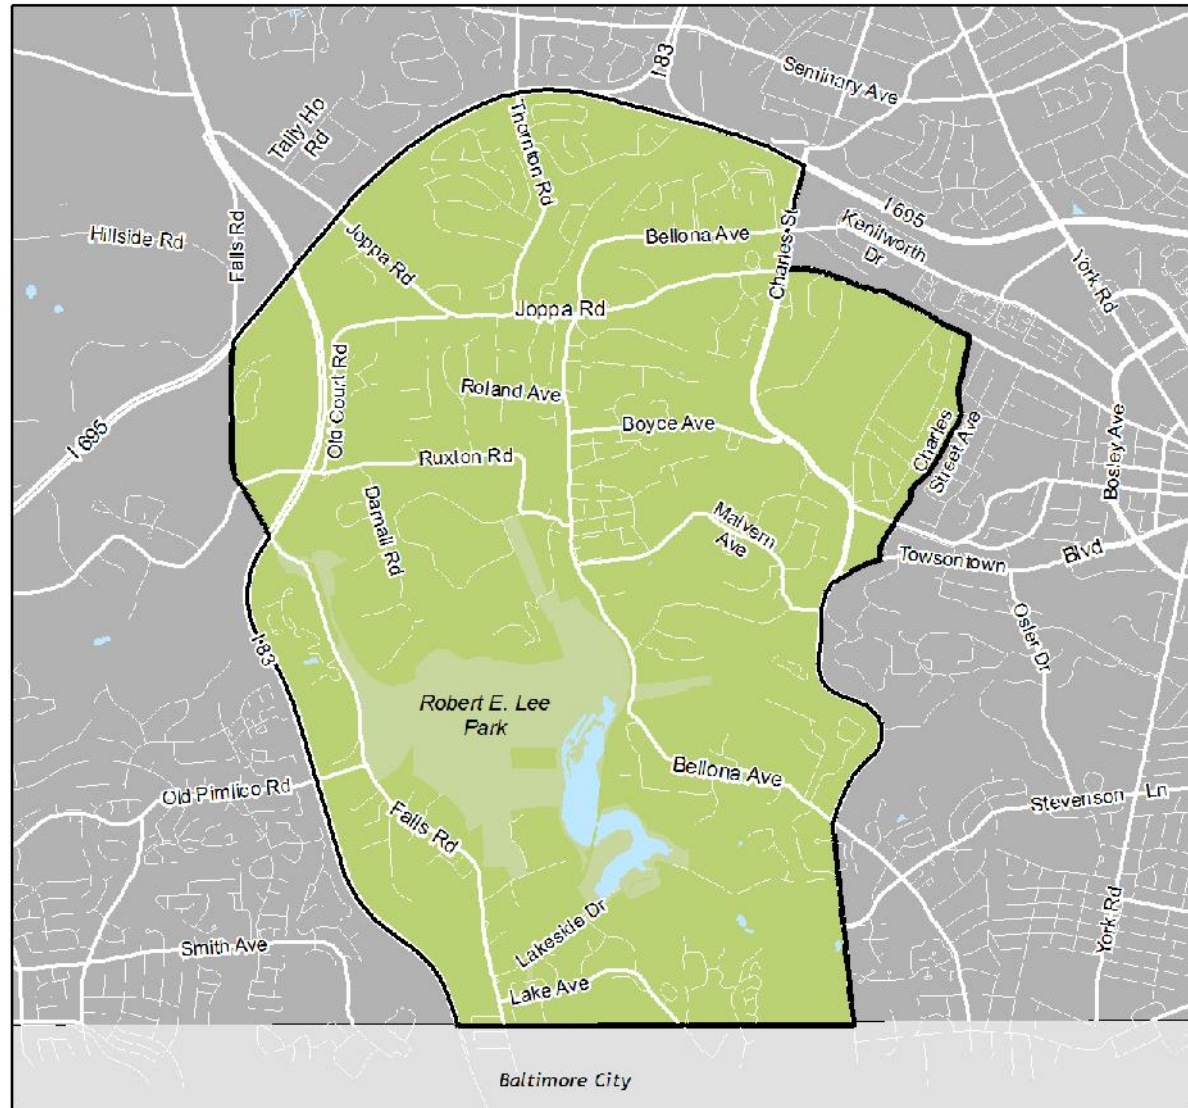 I 83
Seminary Ave
Tally Ho
Rd
Thornton Rd
I 695
Hillside Rd
Falls Rd
Joppa Rd
Bellona Ave
Charles St
Kenilworth
Dr
York Rd
Joppa Rd
Old Court Rd
Roland Ave
Boyce Ave
Charles
Street Ave
Bosley Ave
I 695
Ruxton Rd
Darnall Rd
Malvern
Ave
Towsontown
Blvd
Osler Dr
I-83
Robert E. Lee
Park
Old Pimlico Rd
Bellona Ave
Stevenson Ln
Falls Rd
York Rd
Smith Ave
Lakeside Dr
Lake Ave
Baltimore City